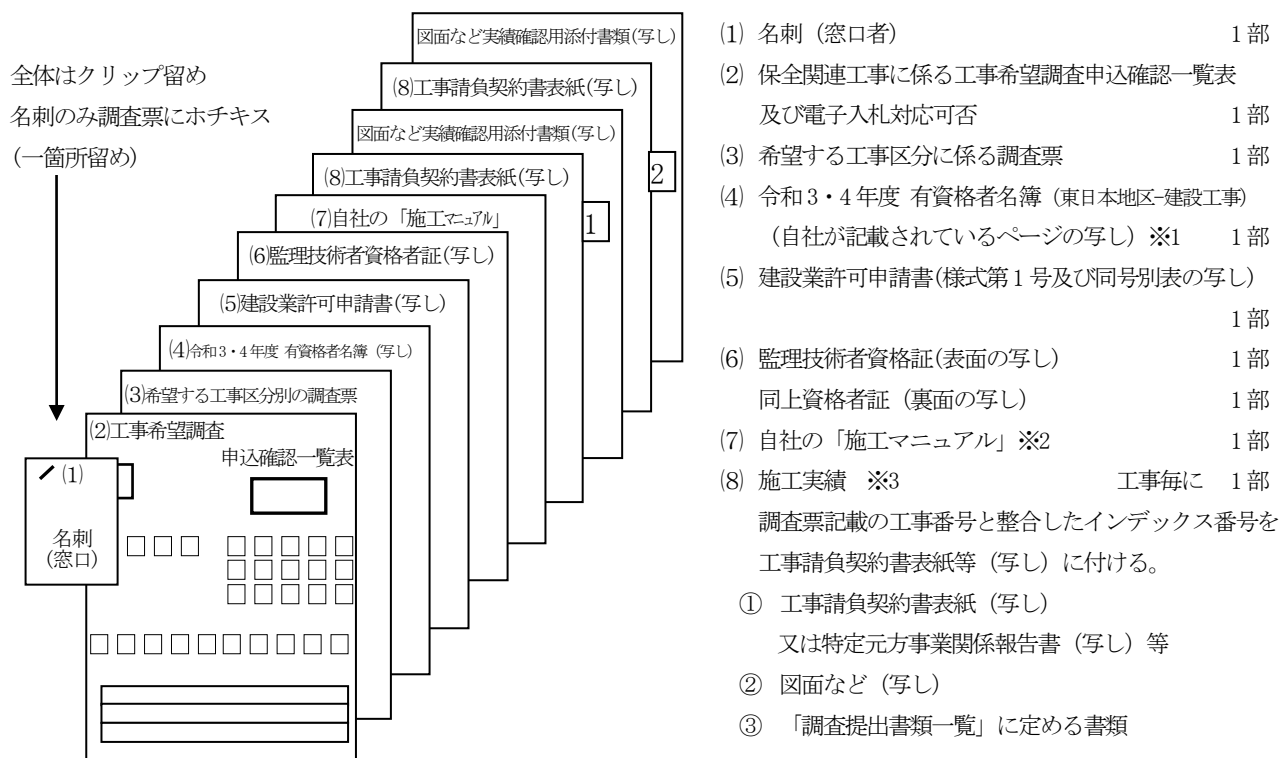 全体はクリップ留め
名刺のみ調査票にホチキス
(一箇所留め)
図面など実績確認用添付書類(写し)
⑻工事請負契約書表紙(写し)
図面など実績確認用添付書類(写し)
2
⑻工事請負契約書表紙(写し)
1
⑺自社の「施工マニュアル」
⑹監理技術者資格者証(写し)
⑸建設業許可申請書(写し)
⑷令和3・4年度 有資格者名簿 (写し)
⑶希望する工事区分別の調査票
⑵工事希望調査
申込確認一覧表
⑴
名刺
(窓口)
⑴ 名刺(窓口者) 1部
⑵ 保全関連工事に係る工事希望調査申込確認一覧表
及び電子入札対応可否 1部
⑶ 希望する工事区分に係る調査票 1部
⑷ 令和3・4年度 有資格者名簿 (東日本地区-建設工事)
(自社が記載されているページの写し)※1 1部
⑸ 建設業許可申請書(様式第1号及び同号別表の写し)
1部
⑹ 監理技術者資格証(表面の写し) 1部
同上資格者証(裏面の写し) 1部
⑺ 自社の「施工マニュアル」※2 1部
⑻ 施工実績 ※3 工事毎に 1部
調査票記載の工事番号と整合したインデックス番号を
工事請負契約書表紙等(写し)に付ける。
① 工事請負契約書表紙(写し)
又は特定元方事業関係報告書(写し)等
② 図面など(写し)
③ 「調査提出書類一覧」に定める書類